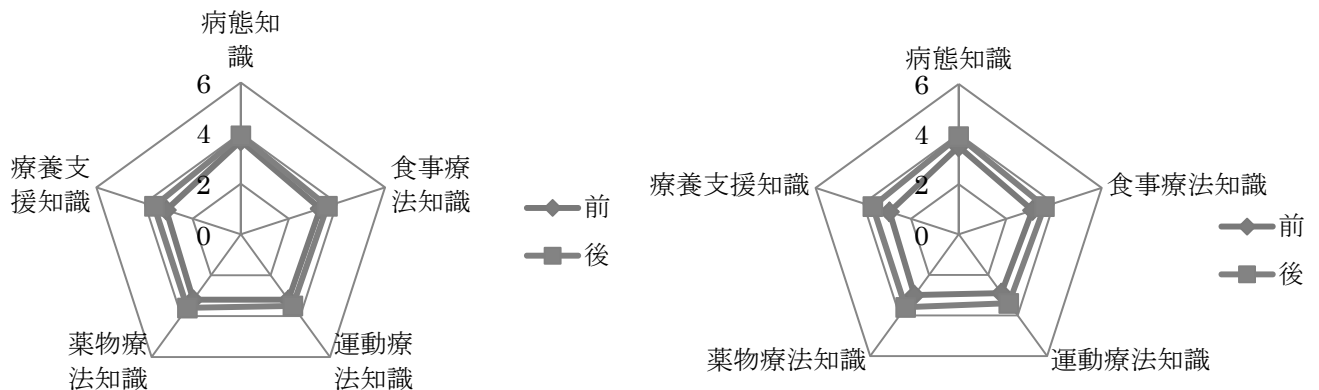 病態知
識
6
4
2
0
食事療
法知識
運動療
法知識
薬物療
法知識
療養支
援知識
前
後
病態知識
6
4
2
0
食事療法知識
運動療法知識
薬物療法知識
療養支援知識
前
後